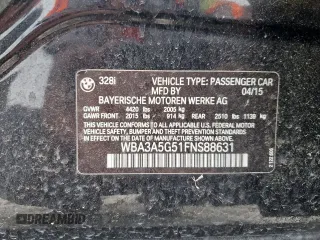 328i VEHICLE TYPE: PASSENGER CAR
MFD BY 04/15
BAYERISCHE MOTOREN WERKE AG
GVWR 4420 lbs 2005 kg
GAWR FRONT 2015 lbs 914 kg REAR 2510 lbs 1139 kg
THIS VEHICLE CONFORMS TO ALL APPLICABLE FEDERAL MOTOR
VEHICLE SAFETY, BUMPER, AND THEFT PREVENTION STANDARDS
IN EFFECT ON THE DATE OF MANUFACTURE SHOWN ABOVE.
WBA3A5G51FNS88631
DREAMBID